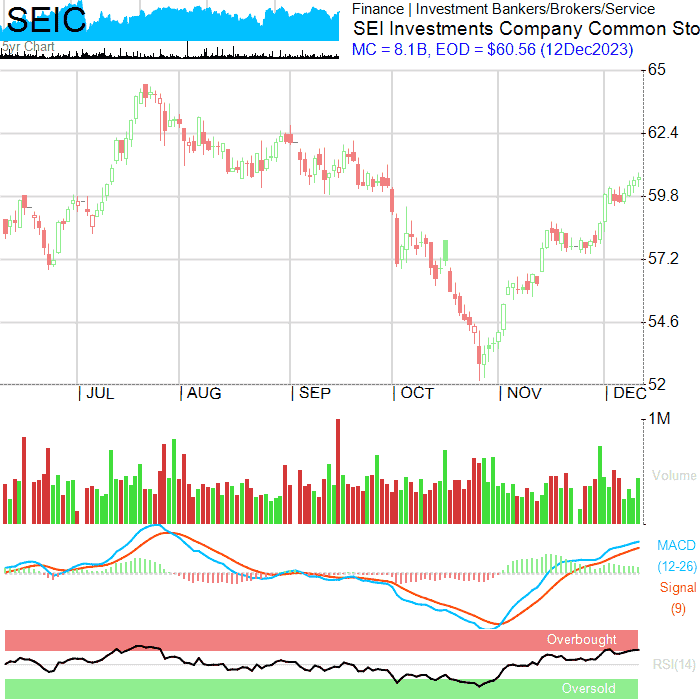 SEIC
5yr Chart
Finance | Investment Bankers/Brokers/Service
SEI Investments Company Common Sto
MC = 8.1B, EOD = $60.56 (12Dec2023)
65
62.4
59.8
57.2
54.6
52
|JUL |AUG |SEP |OCT |NOV |DEC
1M
Volume
MACD
(12-26)
Signal
(9)
Overbought
RSI(14)
Oversold